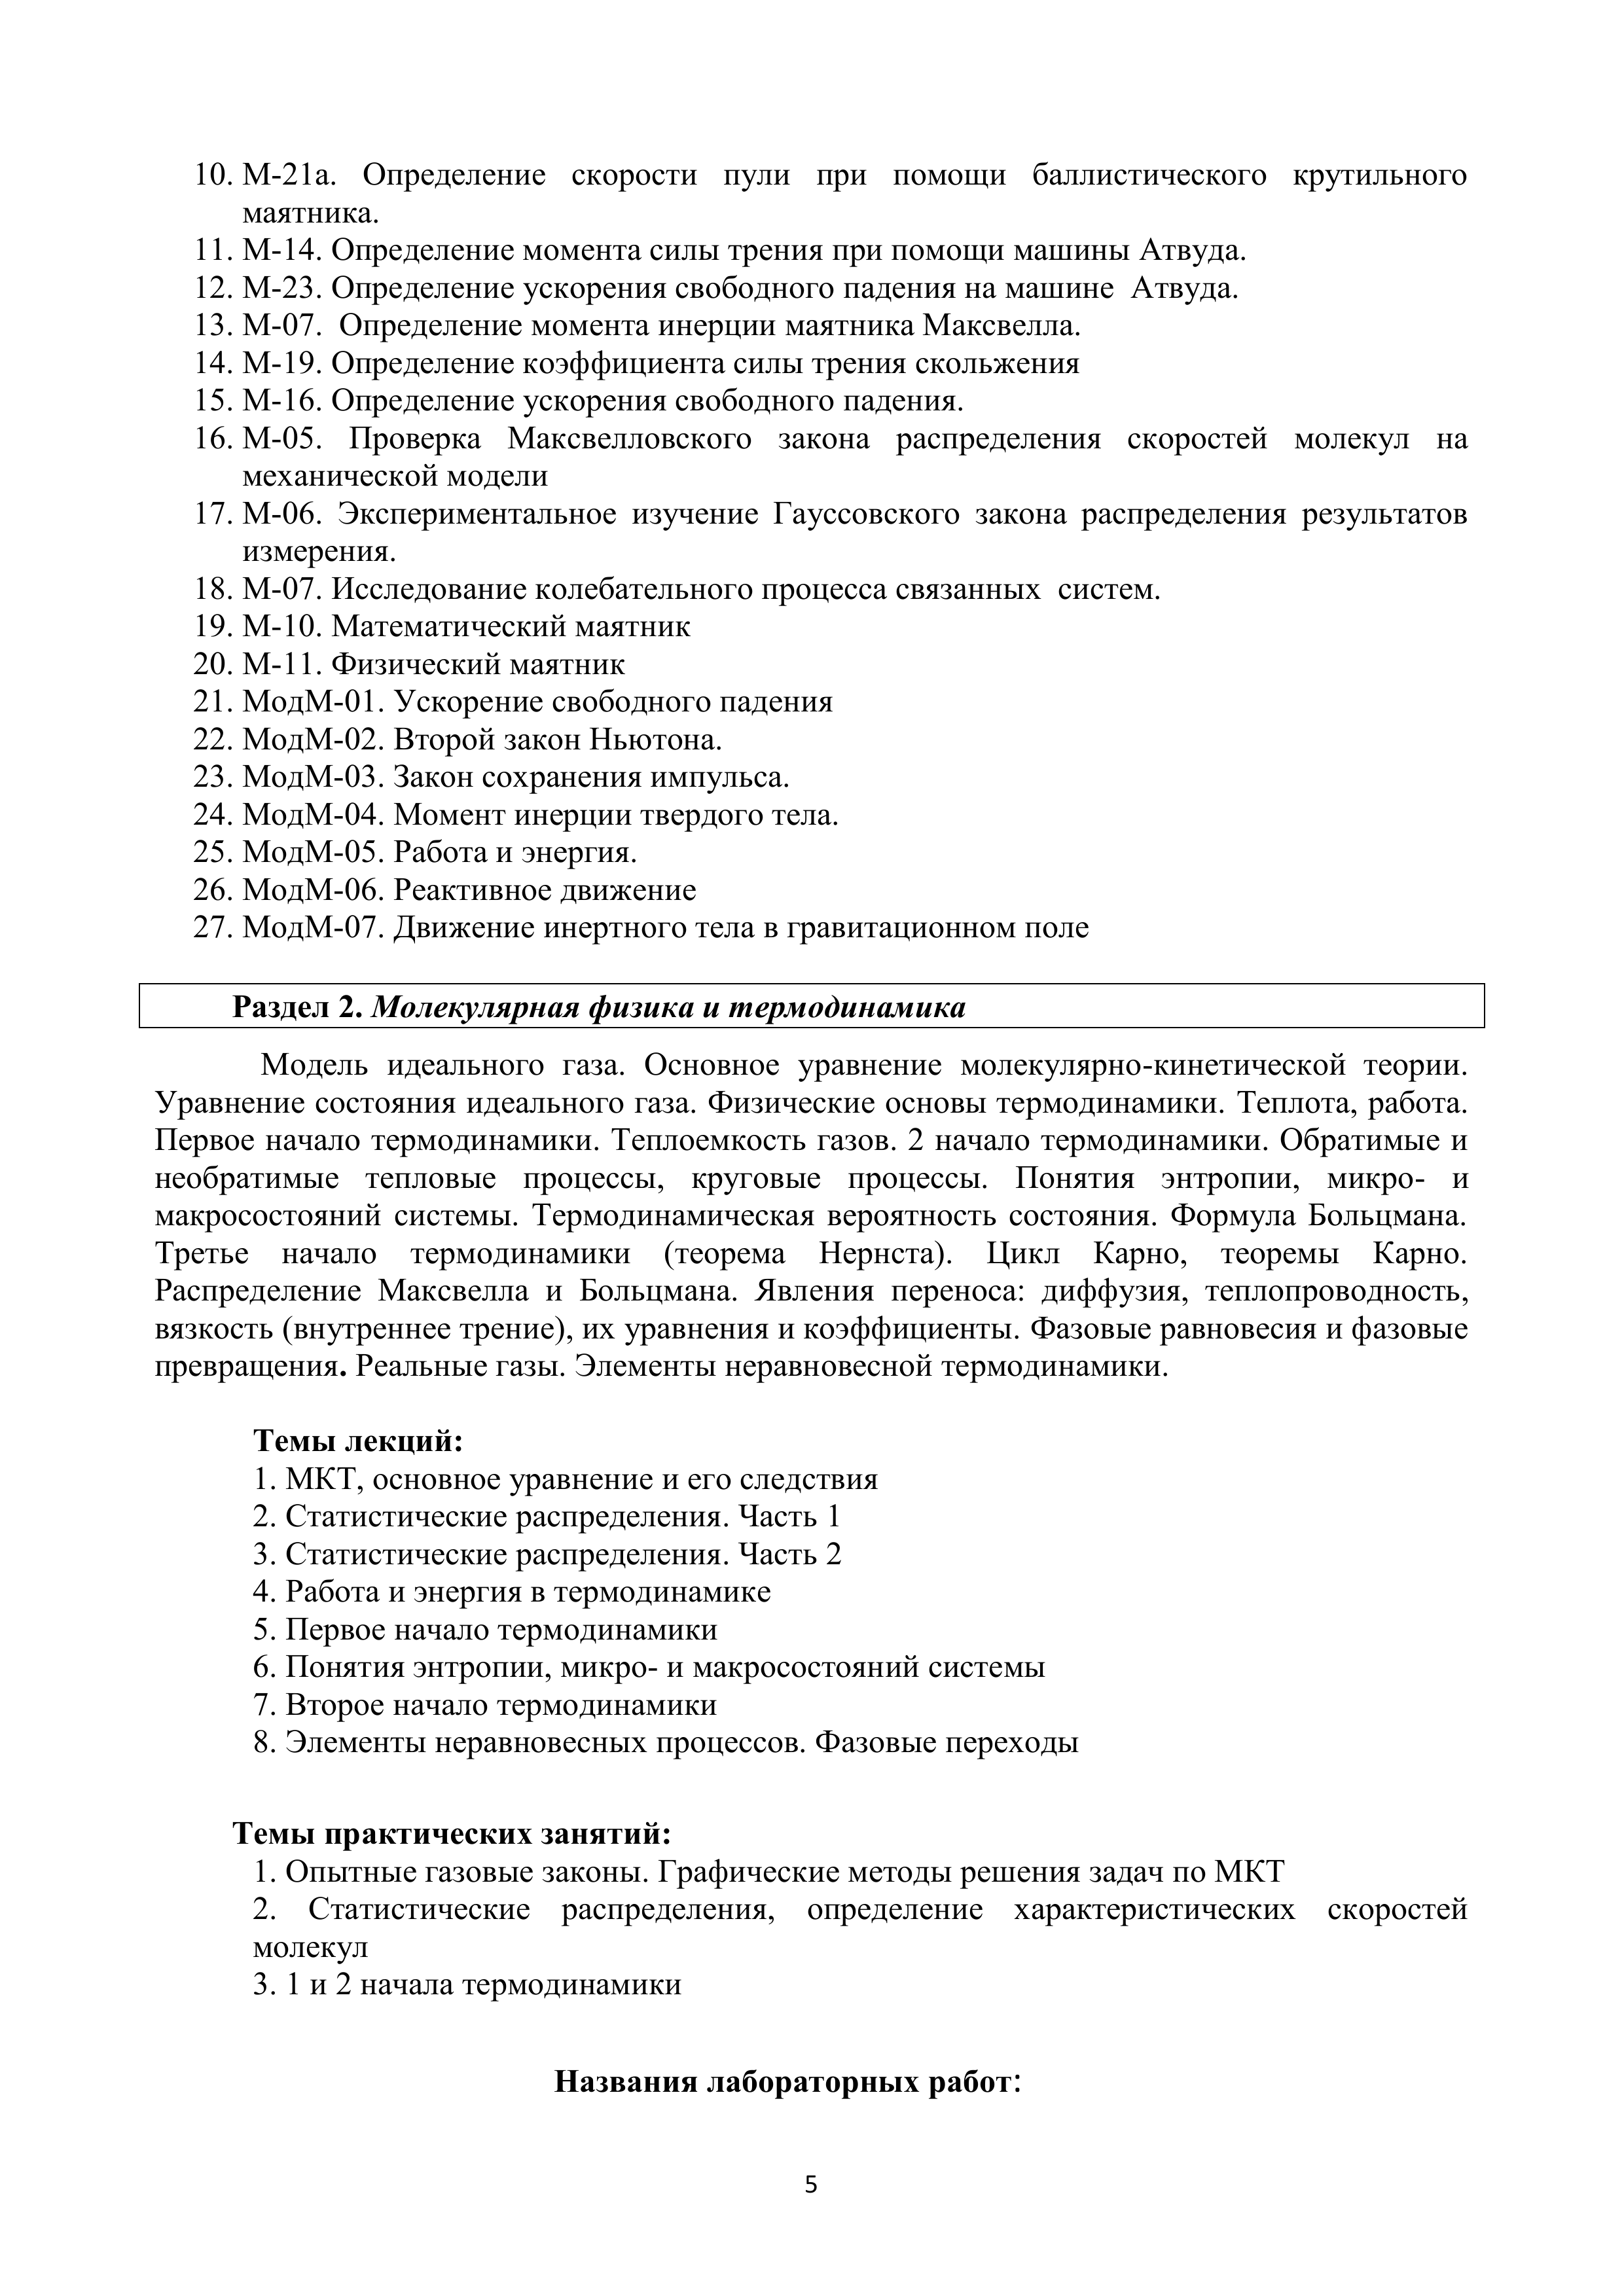 10. М-21а. Определение скорости пули при помощи баллистического крутильного
маятника.
11. М-14. Определение момента силы трения при помощи машины Атвуда.
12. М-23. Определение ускорения свободного падения на машине  Атвуда.
13. М-07.  Определение момента инерции маятника Максвелла.
14. М-19. Определение коэффициента силы трения скольжения
15. М-16. Определение ускорения свободного падения.
16. М-05. Проверка Максвелловского закона распределения скоростей молекул на
механической модели
17. М-06. Экспериментальное изучение Гауссовского закона распределения результатов
измерения.
18. М-07. Исследование колебательного процесса связанных  систем.
19. М-10. Математический маятник
20. М-11. Физический маятник
21. МодМ-01. Ускорение свободного падения
22. МодМ-02. Второй закон Ньютона.
23. МодМ-03. Закон сохранения импульса.
24. МодМ-04. Момент инерции твердого тела.
25. МодМ-05. Работа и энергия.
26. МодМ-06. Реактивное движение
27. МодМ-07. Движение инертного тела в гравитационном поле
Раздел 2. Молекулярная физика и термодинамика
Модель идеального газа. Основное уравнение молекулярно-кинетической теории.
Уравнение состояния идеального газа. Физические основы термодинамики. Теплота, работа.
Первое начало термодинамики. Теплоемкость газов. 2 начало термодинамики. Обратимые и
необратимые тепловые процессы, круговые процессы. Понятия энтропии, микро- и
макросостояний системы. Термодинамическая вероятность состояния. Формула Больцмана.
Третье начало термодинамики (теорема Нернста). Цикл Карно, теоремы Карно.
Распределение Максвелла и Больцмана. Явления переноса: диффузия, теплопроводность,
вязкость (внутреннее трение), их уравнения и коэффициенты. Фазовые равновесия и фазовые
превращения. Реальные газы. Элементы неравновесной термодинамики.
Темы лекций:
1. МКТ, основное уравнение и его следствия
2. Статистические распределения. Часть 1
3. Статистические распределения. Часть 2
4. Работа и энергия в термодинамике
5. Первое начало термодинамики
6. Понятия энтропии, микро- и макросостояний системы
7. Второе начало термодинамики
8. Элементы неравновесных процессов. Фазовые переходы
Темы практических занятий:
1. Опытные газовые законы. Графические методы решения задач по МКТ
2. Статистические распределения, определение характеристических скоростей
молекул
3. 1 и 2 начала термодинамики
Названия лабораторных работ:
5